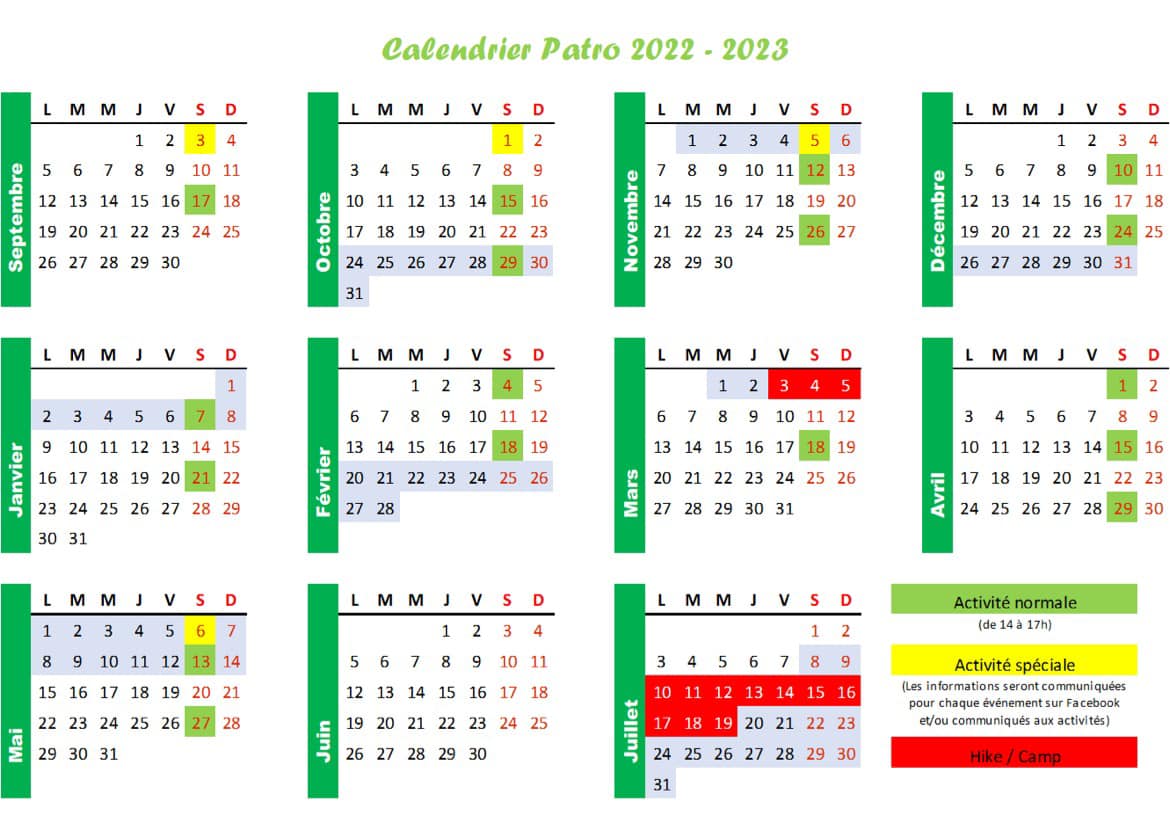 Calendrier Patro 2022 - 2023
Septembre
L M M J V S D
1 2 3 4
5 6 7 8 9 10 11
12 13 14 15 16 17 18
19 20 21 22 23 24 25
26 27 28 29 30
Octobre
L M M J V S D
1 2
3 4 5 6 7 8 9
10 11 12 13 14 15 16
17 18 19 20 21 22 23
24 25 26 27 28 29 30
31
Novembre
L M M J V S D
1 2 3 4 5 6
7 8 9 10 11 12 13
14 15 16 17 18 19 20
21 22 23 24 25 26 27
28 29 30
Décembre
L M M J V S D
1 2 3 4
5 6 7 8 9 10 11
12 13 14 15 16 17 18
19 20 21 22 23 24 25
26 27 28 29 30 31
Janvier
L M M J V S D
1
2 3 4 5 6 7 8
9 10 11 12 13 14 15
16 17 18 19 20 21 22
23 24 25 26 27 28 29
30 31
Février
L M M J V S D
1 2 3 4 5
6 7 8 9 10 11 12
13 14 15 16 17 18 19
20 21 22 23 24 25 26
27 28
Mars
L M M J V S D
1 2 3 4 5
6 7 8 9 10 11 12
13 14 15 16 17 18 19
20 21 22 23 24 25 26
27 28 29 30 31
Avril
L M M J V S D
1 2
3 4 5 6 7 8 9
10 11 12 13 14 15 16
17 18 19 20 21 22 23
24 25 26 27 28 29 30
Mai
L M M J V S D
1 2 3 4 5 6 7
8 9 10 11 12 13 14
15 16 17 18 19 20 21
22 23 24 25 26 27 28
29 30 31
Juin
L M M J V S D
1 2 3 4
5 6 7 8 9 10 11
12 13 14 15 16 17 18
19 20 21 22 23 24 25
26 27 28 29 30
Juillet
L M M J V S D
1 2
3 4 5 6 7 8 9
10 11 12 13 14 15 16
17 18 19 20 21 22 23
24 25 26 27 28 29 30
31
Activité normale
(de 14 à 17h)
Activité spéciale
(Les informations seront communiquées
pour chaque événement sur Facebook
et/ou communiqués aux activités)
Hike / Camp